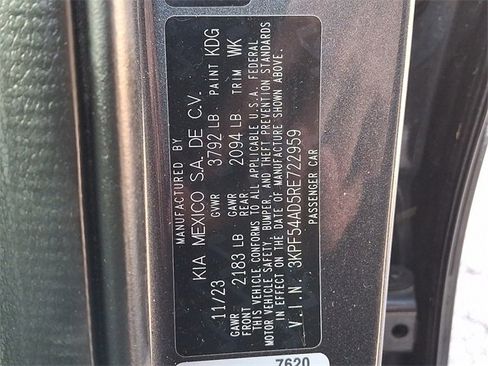 MANUFACTURED BY
KIA MEXICO S.A. DE C.V.
11/23 GVWR 3792 LB PAINT KDG
GAWR FRONT 2183 LB GAWR REAR 2094 LB TRIM WK
THIS VEHICLE CONFORMS TO ALL APPLICABLE U.S.A. FEDERAL
MOTOR VEHICLE SAFETY, BUMPER, AND THEFT PREVENTION STANDARDS
IN EFFECT ON THE DATE OF MANUFACTURE SHOWN ABOVE.
V.I.N. 3KPF54AD5RE722959
PASSENGER CAR
7620